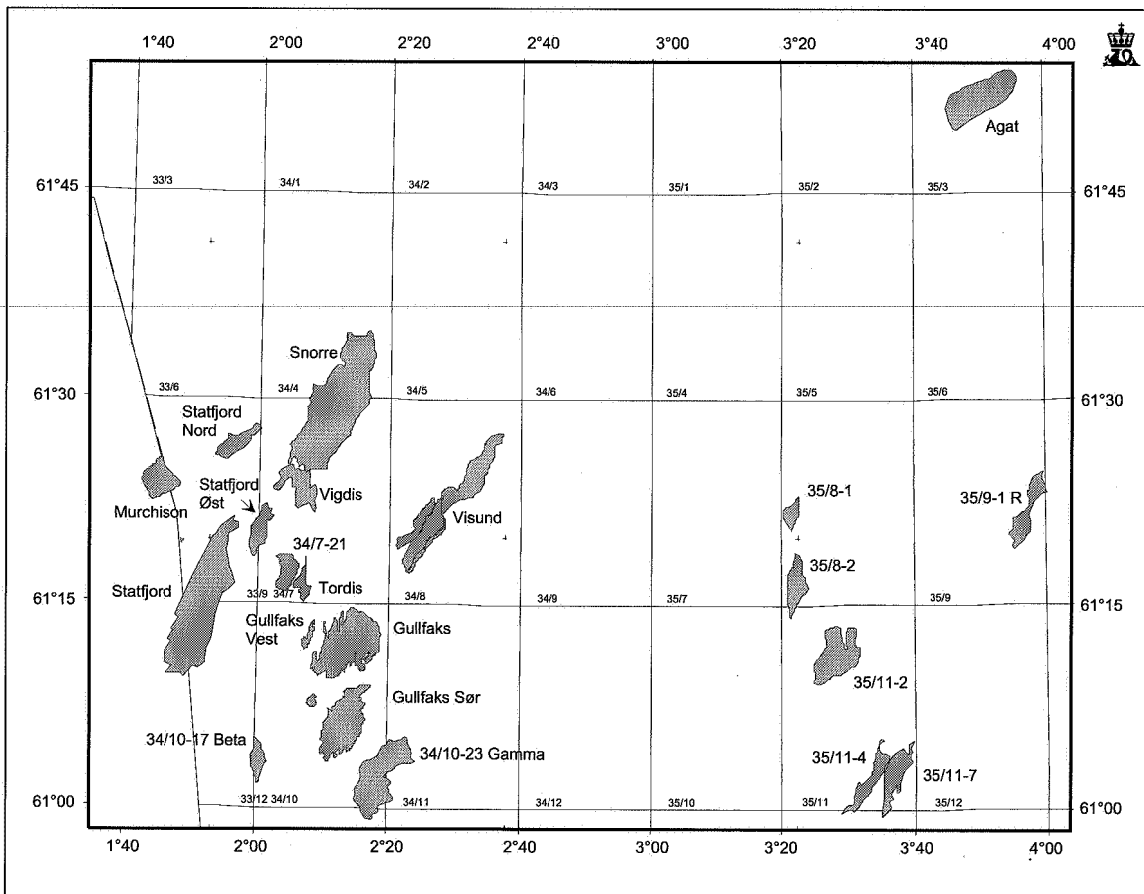 1°40 2°00 2°20 2°40 3°00 3°20 3°40 4°00
Agat
61°45 33/3 34/1 34/2 34/3 35/1 35/2 35/3 61°45
Snorre
61°30 33/6 34/4 34/5 34/6 35/4 35/5 35/6 61°30
Statfjord
Nord
Statfjord
Øst
Vigdis
Murchison
Visund
35/8-1
35/9-1 R
34/7-21
35/8-2
Statfjord
Tordis
61°15 33/9 34/7 34/8 34/9 35/7 35/9 61°15
Gullfaks
Vest
Gullfaks
35/11-2
Gullfaks Sør
34/10-17 Beta
34/10-23 Gamma
35/11-4
35/11-7
61°00 33/12 34/10 34/11 34/12 35/10 35/11 35/12 61°00
1°40 2°00 2°20 2°40 3°00 3°20 3°40 4°00